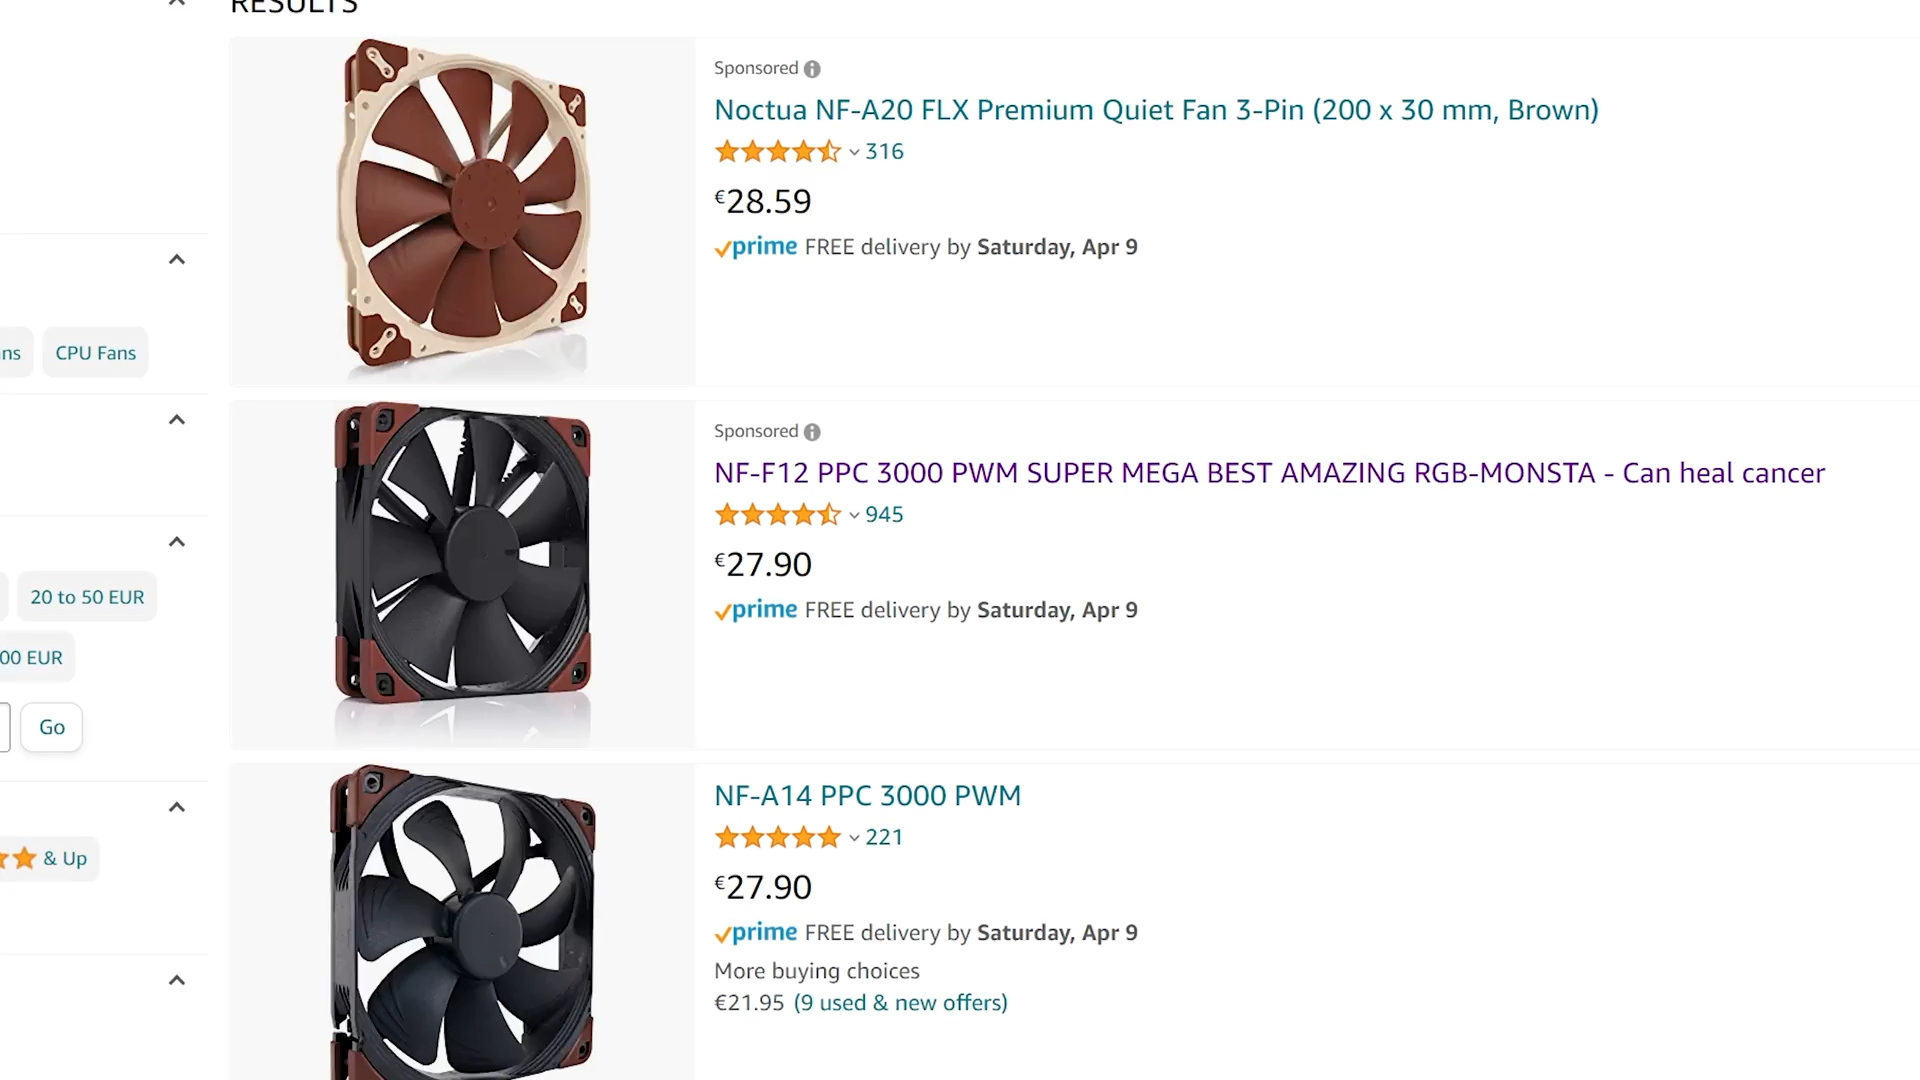 RESULTS
Sponsored
Noctua NF-A20 FLX Premium Quiet Fan 3-Pin (200 x 30 mm, Brown)
316
€28.59
prime FREE delivery by Saturday, Apr 9
ns
CPU Fans
Sponsored
NF-F12 PPC 3000 PWM SUPER MEGA BEST AMAZING RGB-MONSTA - Can heal cancer
945
€27.90
prime FREE delivery by Saturday, Apr 9
20 to 50 EUR
00 EUR
Go
NF-A14 PPC 3000 PWM
221
€27.90
prime FREE delivery by Saturday, Apr 9
More buying choices
€21.95 (9 used & new offers)
& Up